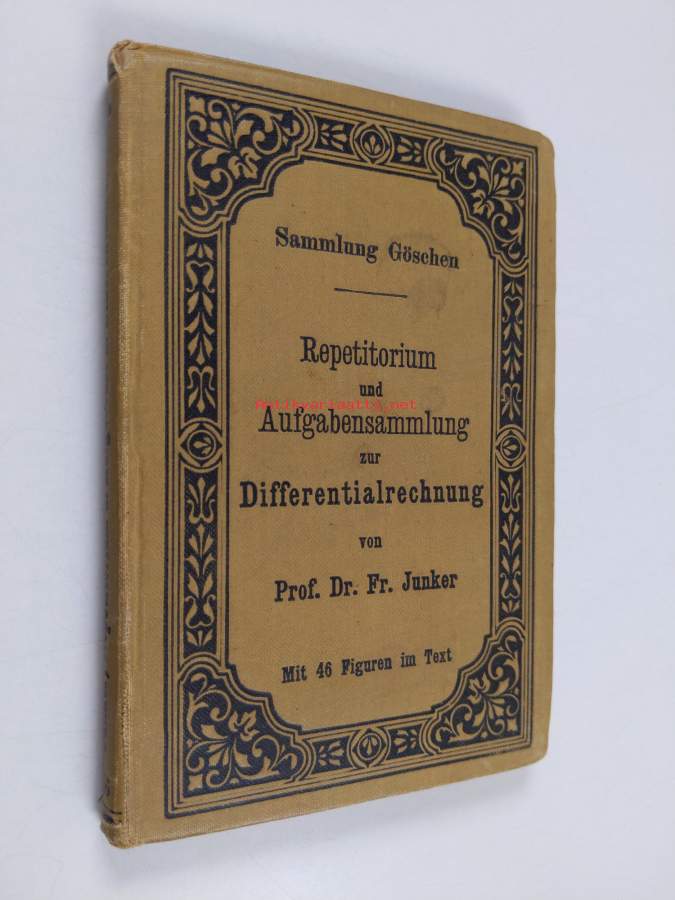 Sammlung Göschen
Repetitorium
und
Antikvariaatti.net
Aufgabensammlung
zur
Differentialrechnung
von
Prof. Dr. Fr. Junker
Mit 46 Figuren im Text